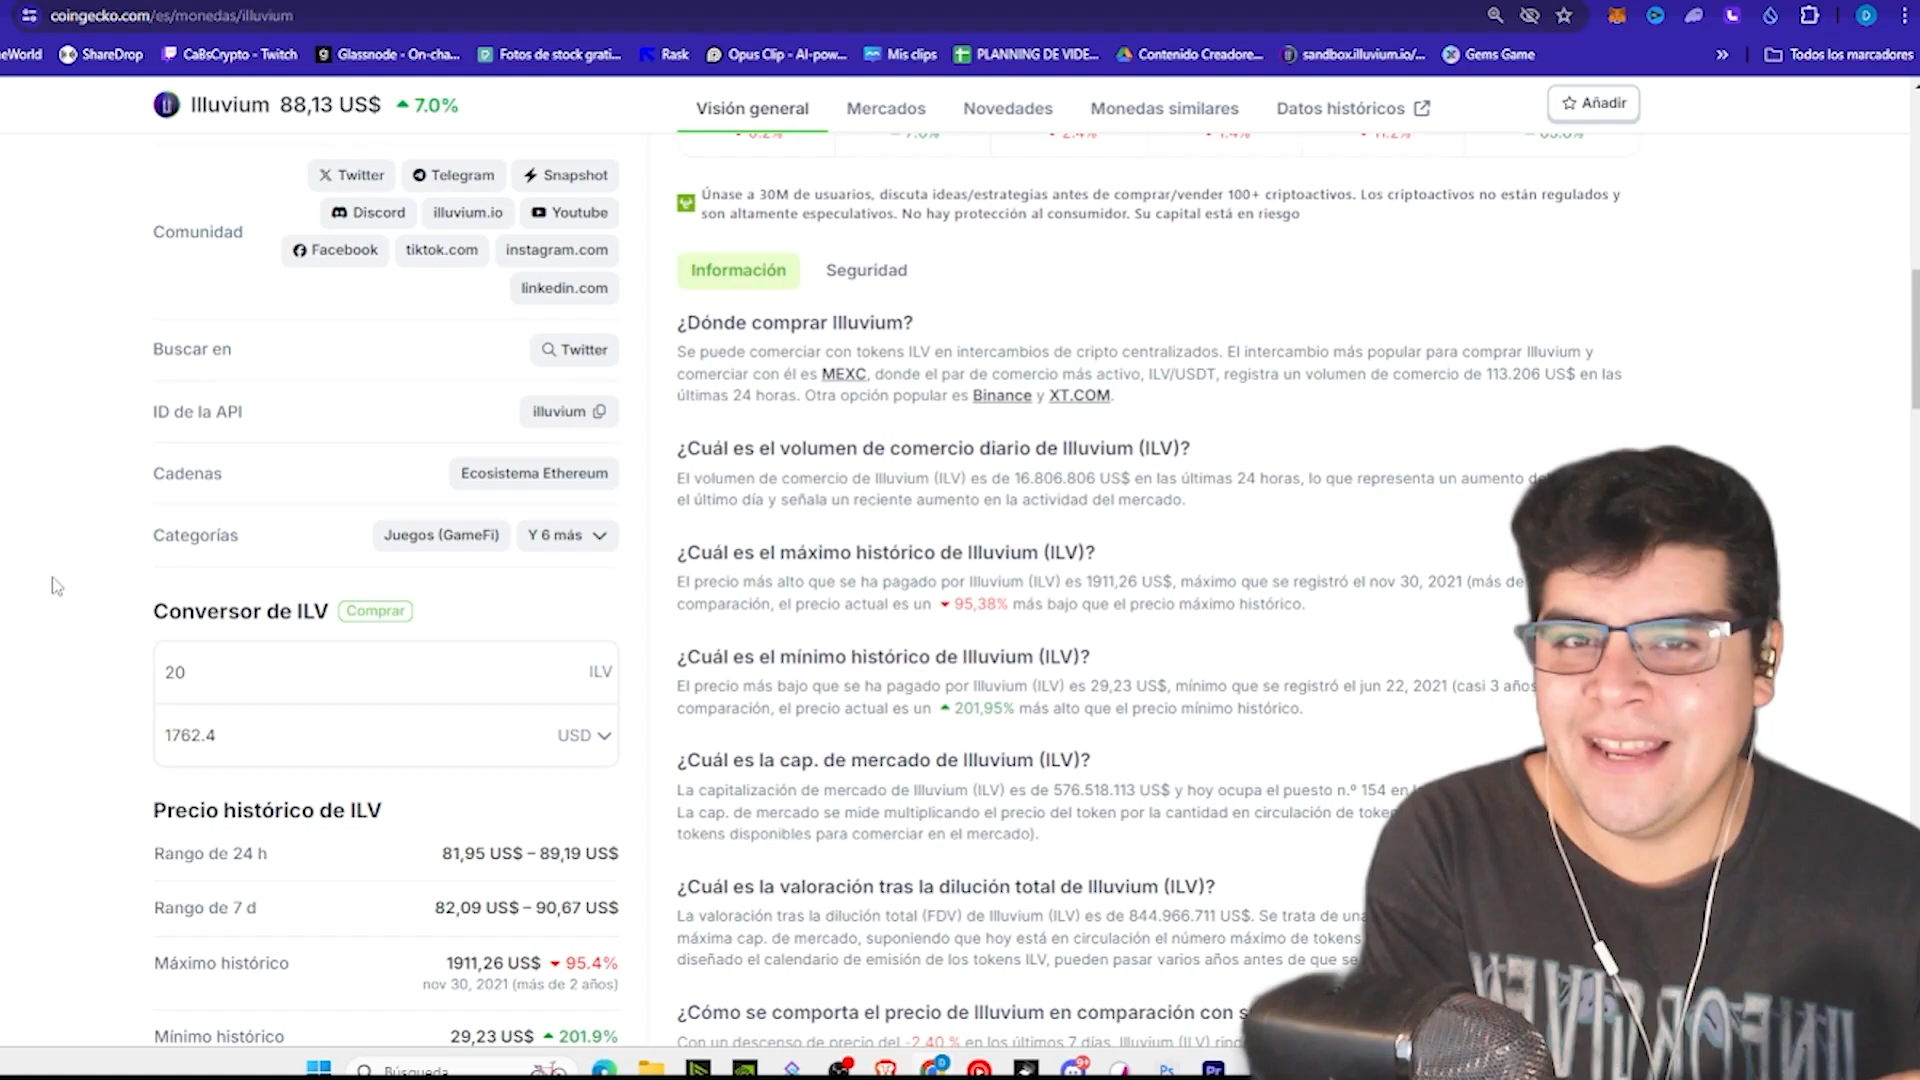 coingecko.com/es/monedas/illuvium
neWorld
ShareDrop
CaBsCrypto - Twitch
Glassnode - On-cha...
Fotos de stock grati...
Rask
Opus Clip - AI-pow...
Mis clips
PLANNING DE VIDE...
Contenido Creadore...
sandbox.illuvium.io/...
Gems Game
»
Todos los marcadores
Illuvium 88,13 US$ 7.0%
Visión general
Mercados
Novedades
Monedas similares
Datos históricos
Añadir
Comunidad
Twitter
Telegram
Snapshot
Discord
illuvium.io
Youtube
Facebook
tiktok.com
instagram.com
linkedin.com
Buscar en
Twitter
ID de la API
illuvium
Cadenas
Ecosistema Ethereum
Categorías
Juegos (GameFi)
Y 6 más
Conversor de ILV
Comprar
20 ILV
1762.4 USD
Precio histórico de ILV
Rango de 24 h 81,95 US$ – 89,19 US$
Rango de 7 d 82,09 US$ – 90,67 US$
Máximo histórico 1911,26 US$ 95.4%
nov 30, 2021 (más de 2 años)
Mínimo histórico 29,23 US$ 201.9%
Únase a 30M de usuarios, discuta ideas/estrategias antes de comprar/vender 100+ criptoactivos. Los criptoactivos no están regulados y
son altamente especulativos. No hay protección al consumidor. Su capital está en riesgo
Información
Seguridad
¿Dónde comprar Illuvium?
Se puede comerciar con tokens ILV en intercambios de cripto centralizados. El intercambio más popular para comprar Illuvium y
comerciar con él es MEXC, donde el par de comercio más activo, ILV/USDT, registra un volumen de comercio de 113.206 US$ en las
últimas 24 horas. Otra opción popular es Binance y XT.COM.
¿Cuál es el volumen de comercio diario de Illuvium (ILV)?
El volumen de comercio de Illuvium (ILV) es de 16.806.806 US$ en las últimas 24 horas, lo que representa un aumento
el último día y señala un reciente aumento en la actividad del mercado.
¿Cuál es el máximo histórico de Illuvium (ILV)?
El precio más alto que se ha pagado por Illuvium (ILV) es 1911,26 US$, máximo que se registró el nov 30, 2021 (más de
comparación, el precio actual es un 95,38% más bajo que el precio máximo histórico.
¿Cuál es el mínimo histórico de Illuvium (ILV)?
El precio más bajo que se ha pagado por Illuvium (ILV) es 29,23 US$, mínimo que se registró el jun 22, 2021 (casi 3 años
comparación, el precio actual es un 201,95% más alto que el precio mínimo histórico.
¿Cuál es la cap. de mercado de Illuvium (ILV)?
La capitalización de mercado de Illuvium (ILV) es de 576.518.113 US$ y hoy ocupa el puesto n.º 154 en
La cap. de mercado se mide multiplicando el precio del token por la cantidad en circulación de
tokens disponibles para comerciar en el mercado).
¿Cuál es la valoración tras la dilución total de Illuvium (ILV)?
La valoración tras la dilución total (FDV) de Illuvium (ILV) es de 844.966.711 US$. Se trata de
máxima cap. de mercado, suponiendo que hoy está en circulación el número máximo de tokens
diseñado el calendario de emisión de los tokens ILV, pueden pasar varios años antes de que se
¿Cómo se comporta el precio de Illuvium en comparación con
Con un descenso de precio del -2,40 % en los últimos 7 días, Illuvium (ILV)
Búsqueda